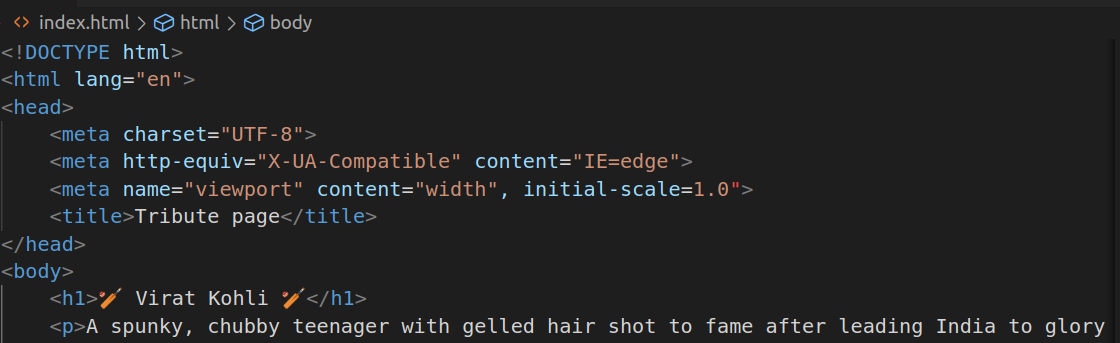 index.html > html > body
<!DOCTYPE html>
<html lang="en">
<head>
    <meta charset="UTF-8">
    <meta http-equiv="X-UA-Compatible" content="IE=edge">
    <meta name="viewport" content="width", initial-scale=1.0">
    <title>Tribute page</title>
</head>
<body>
    <h1>🏏 Virat Kohli 🏏</h1>
    <p>A spunky, chubby teenager with gelled hair shot to fame after leading India to glory